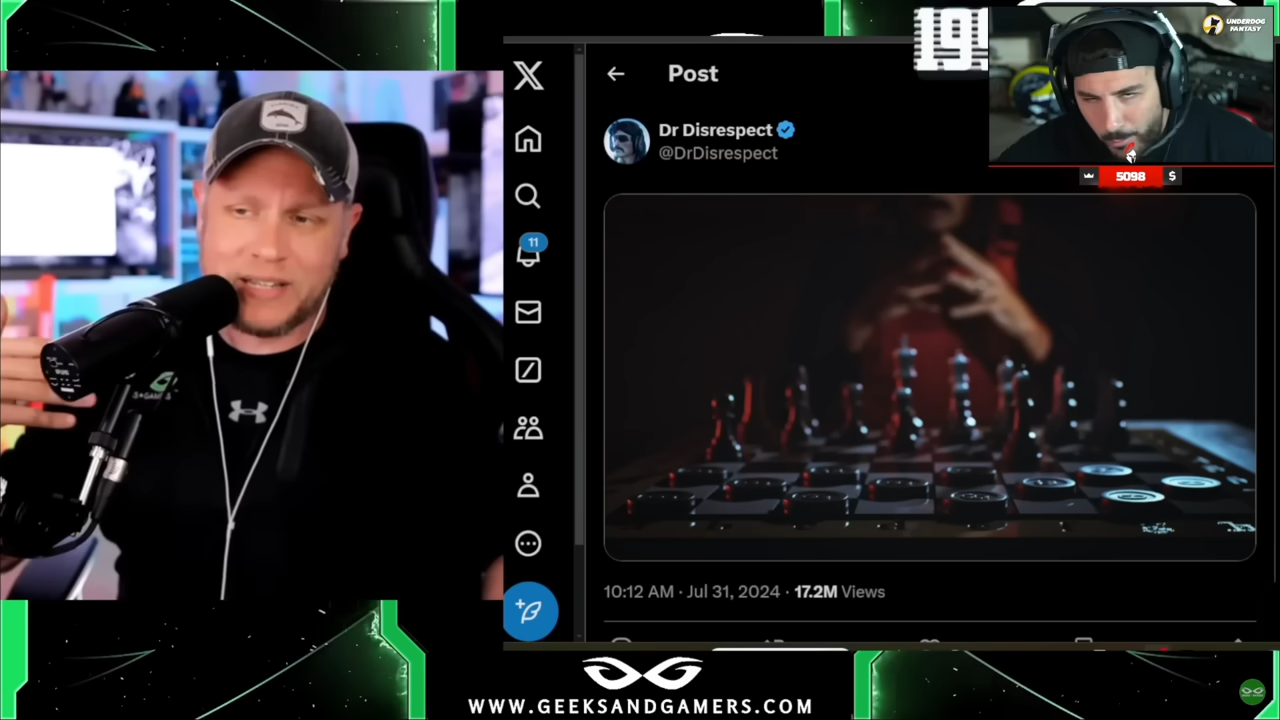 Post
Dr Disrespect
@DrDisrespect
11
10:12 AM · Jul 31, 2024 · 17.2M Views
UNDERDOG
FANTASY
5098 $
WWW.GEEKSANDGAMERS.COM